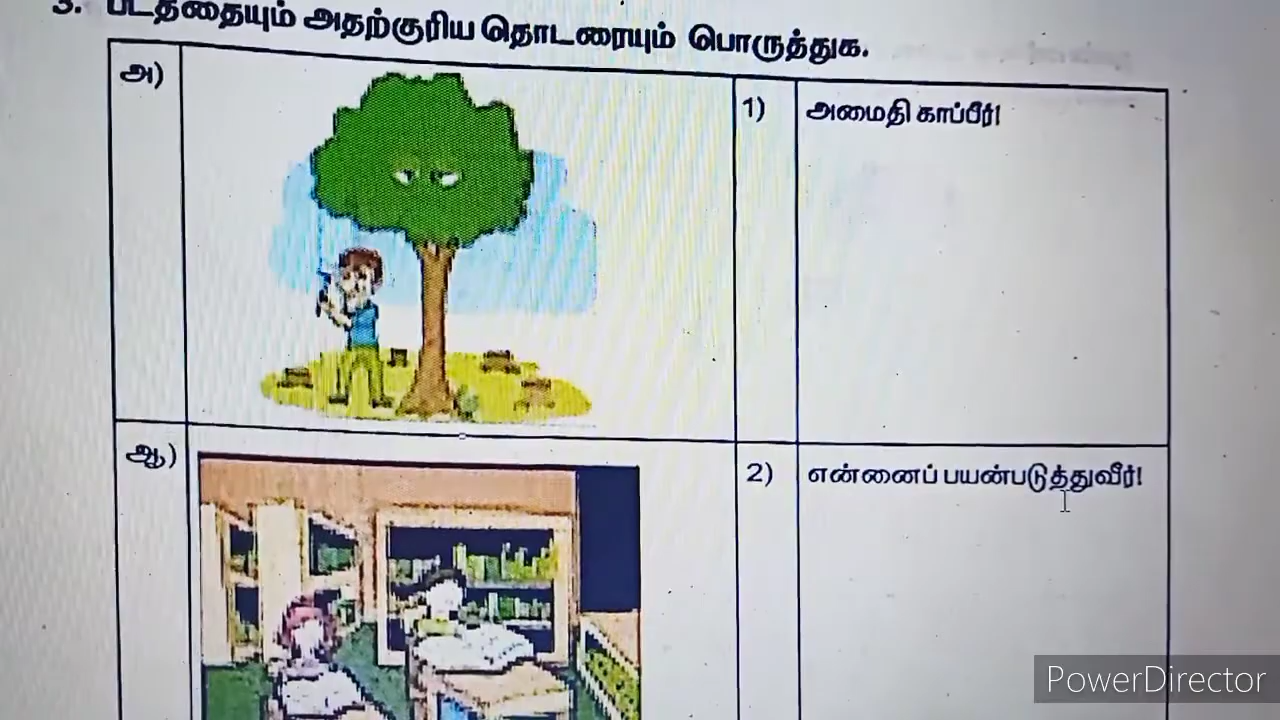 3. படத்தையும் அதற்குரிய தொடரையும் பொருத்துக.
அ)
1) அமைதி காப்பீர்!
ஆ)
2) என்னைப் பயன்படுத்துவீர்!
PowerDirector